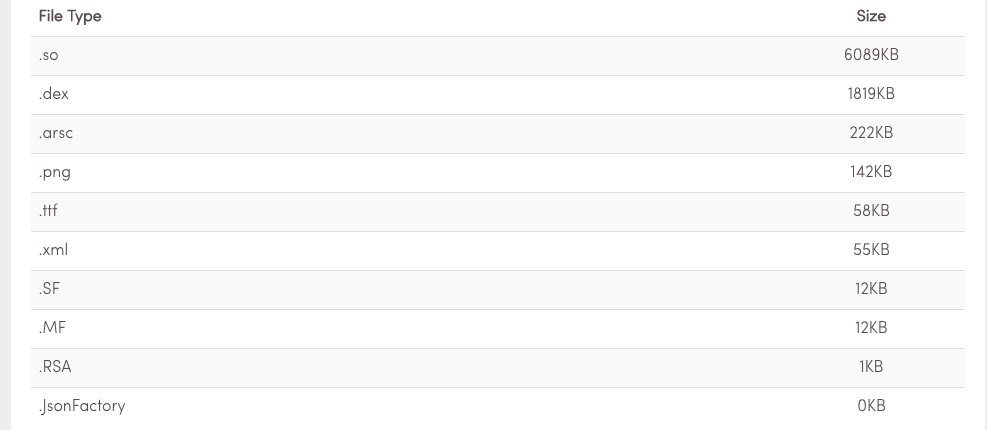 File Type Size
.so 6089KB
.dex 1819KB
.arsc 222KB
.png 142KB
.ttf 58KB
.xml 55KB
.SF 12KB
.MF 12KB
.RSA 1KB
.JsonFactory 0KB